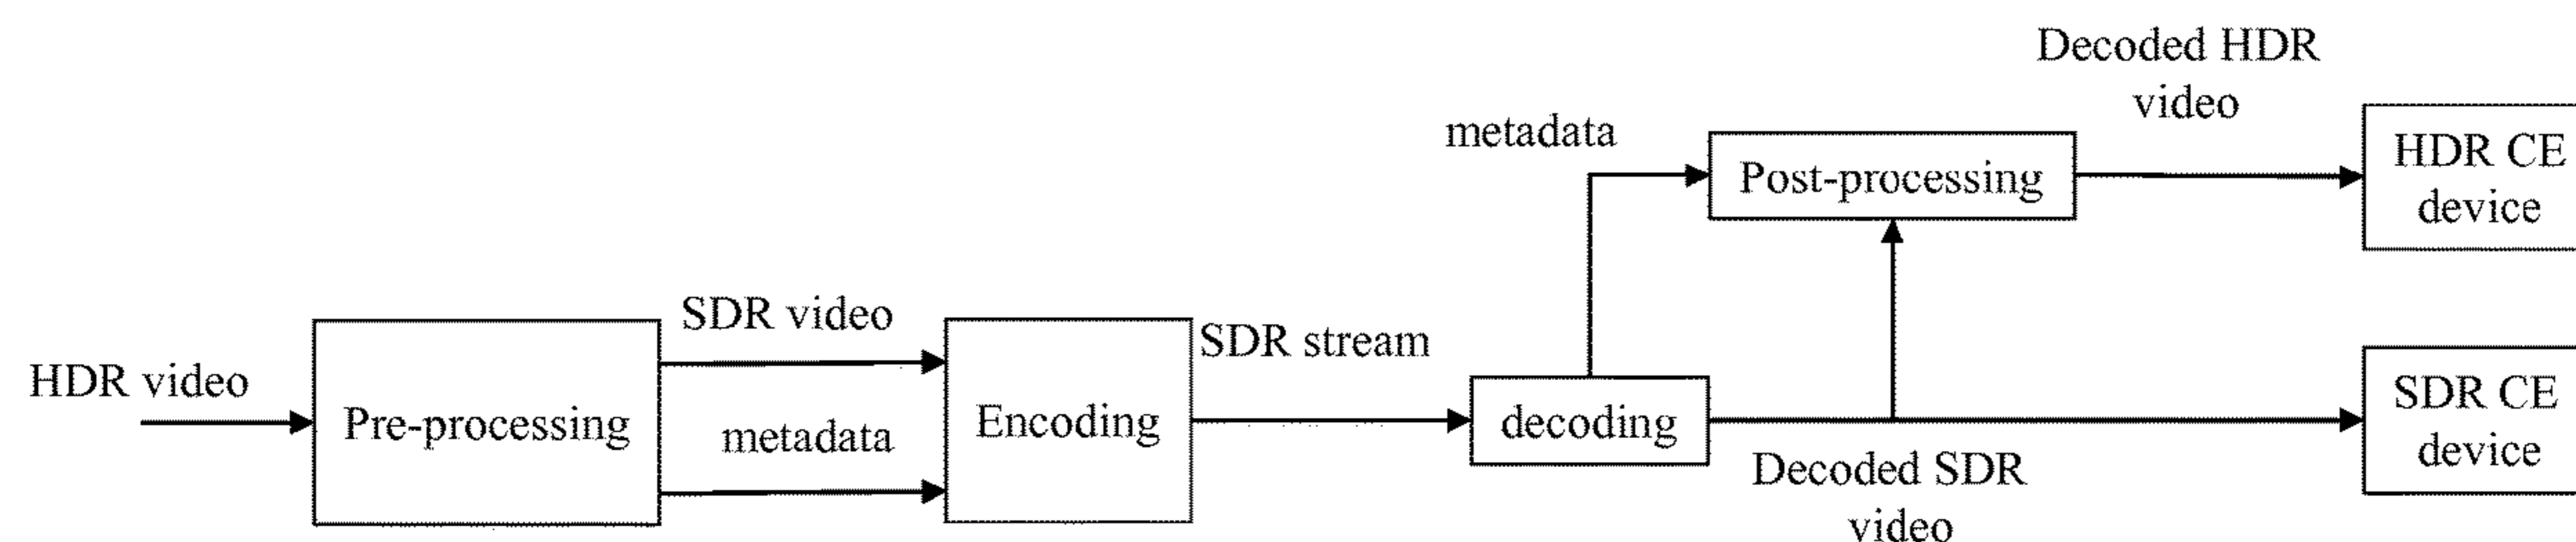 HDR video
Pre-processing
SDR video
metadata
Encoding
SDR stream
decoding
metadata
Post-processing
Decoded SDR
video
Decoded HDR
video
HDR CE
device
SDR CE
device